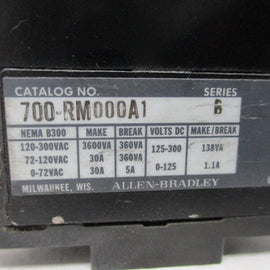 CATALOG NO. SERIES
700-RM000A1 B
NEMA B300 MAKE BREAK VOLTS DC MAKE/BREAK
120-300VAC 3600VA 360VA 125-300 138VA
72-120VAC 30A 360VA
0-72VAC 30A 5A 0-125 1.1A
MILWAUKEE, WIS. ALLEN-BRADLEY